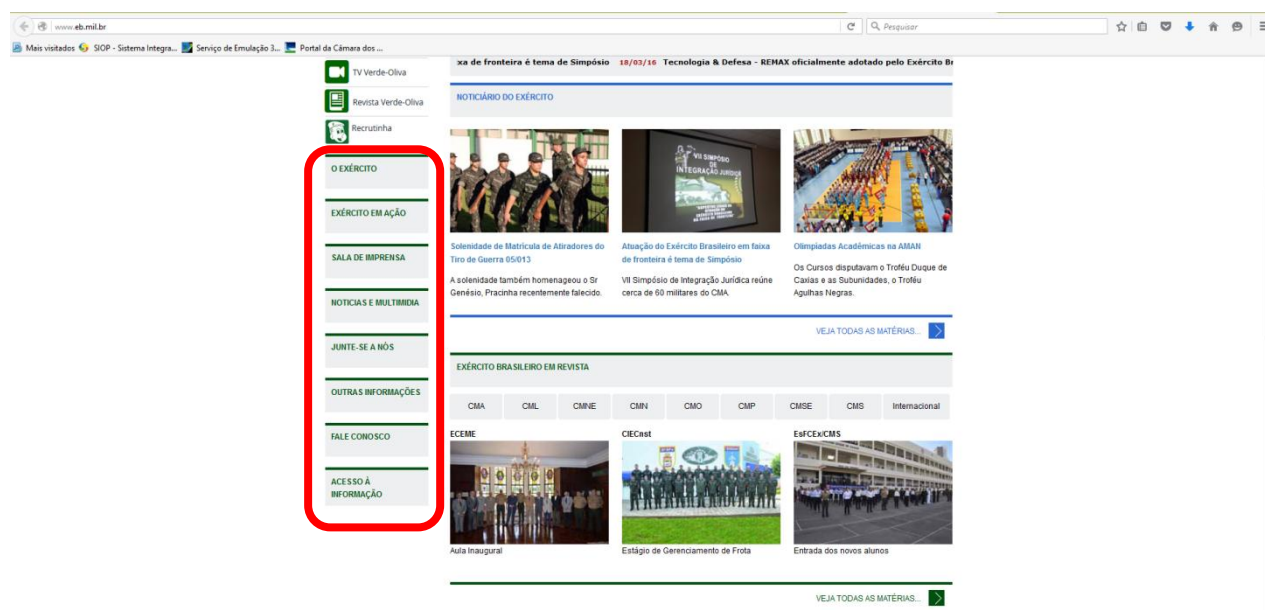 www.eb.mil.br
Pesquisar
Mais visitados
SIOP - Sistema Integra...
Serviço de Emulação 3...
Portal da Câmara dos ...
TV Verde-Oliva
Revista Verde-Oliva
Recrutinha
O EXÉRCITO
EXÉRCITO EM AÇÃO
SALA DE IMPRENSA
NOTICIAS E MULTIMIDIA
JUNTE-SE A NÓS
OUTRAS INFORMAÇÕES
FALE CONOSCO
ACESSO À
INFORMAÇÃO
xa de fronteira é tema de Simpósio 18/03/16 Tecnologia & Defesa - REMAX oficialmente adotado pelo Exército Br
NOTICIÁRIO DO EXÉRCITO
VII SIMPÓSIO
DE
INTEGRAÇÃO JURÍDICA
Solenidade de Matrícula de Atiradores do
Tiro de Guerra 05/013
A solenidade também homenageou o Sr
Genésio, Pracinha recentemente falecido.
Atuação do Exército Brasileiro em faixa
de fronteira é tema de Simpósio
VII Simpósio de Integração Jurídica reúne
cerca de 60 militares do CMA.
Olimpíadas Acadêmicas na AMAN
Os Cursos disputavam o Troféu Duque de
Caxias e as Subunidades, o Troféu
Agulhas Negras.
VEJA TODAS AS MATÉRIAS...
EXÉRCITO BRASILEIRO EM REVISTA
CMA CML CMNE CMN CMO CMP CMSE CMS Internacional
ECEME
Aula Inaugural
CIECnst
Estágio de Gerenciamento de Frota
EsFCEx/CMS
Entrada dos novos alunos
VEJA TODAS AS MATÉRIAS...